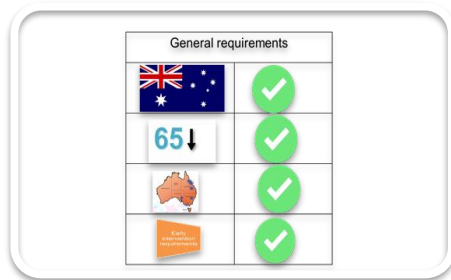 General requirements
65
Early
intervention
requirements